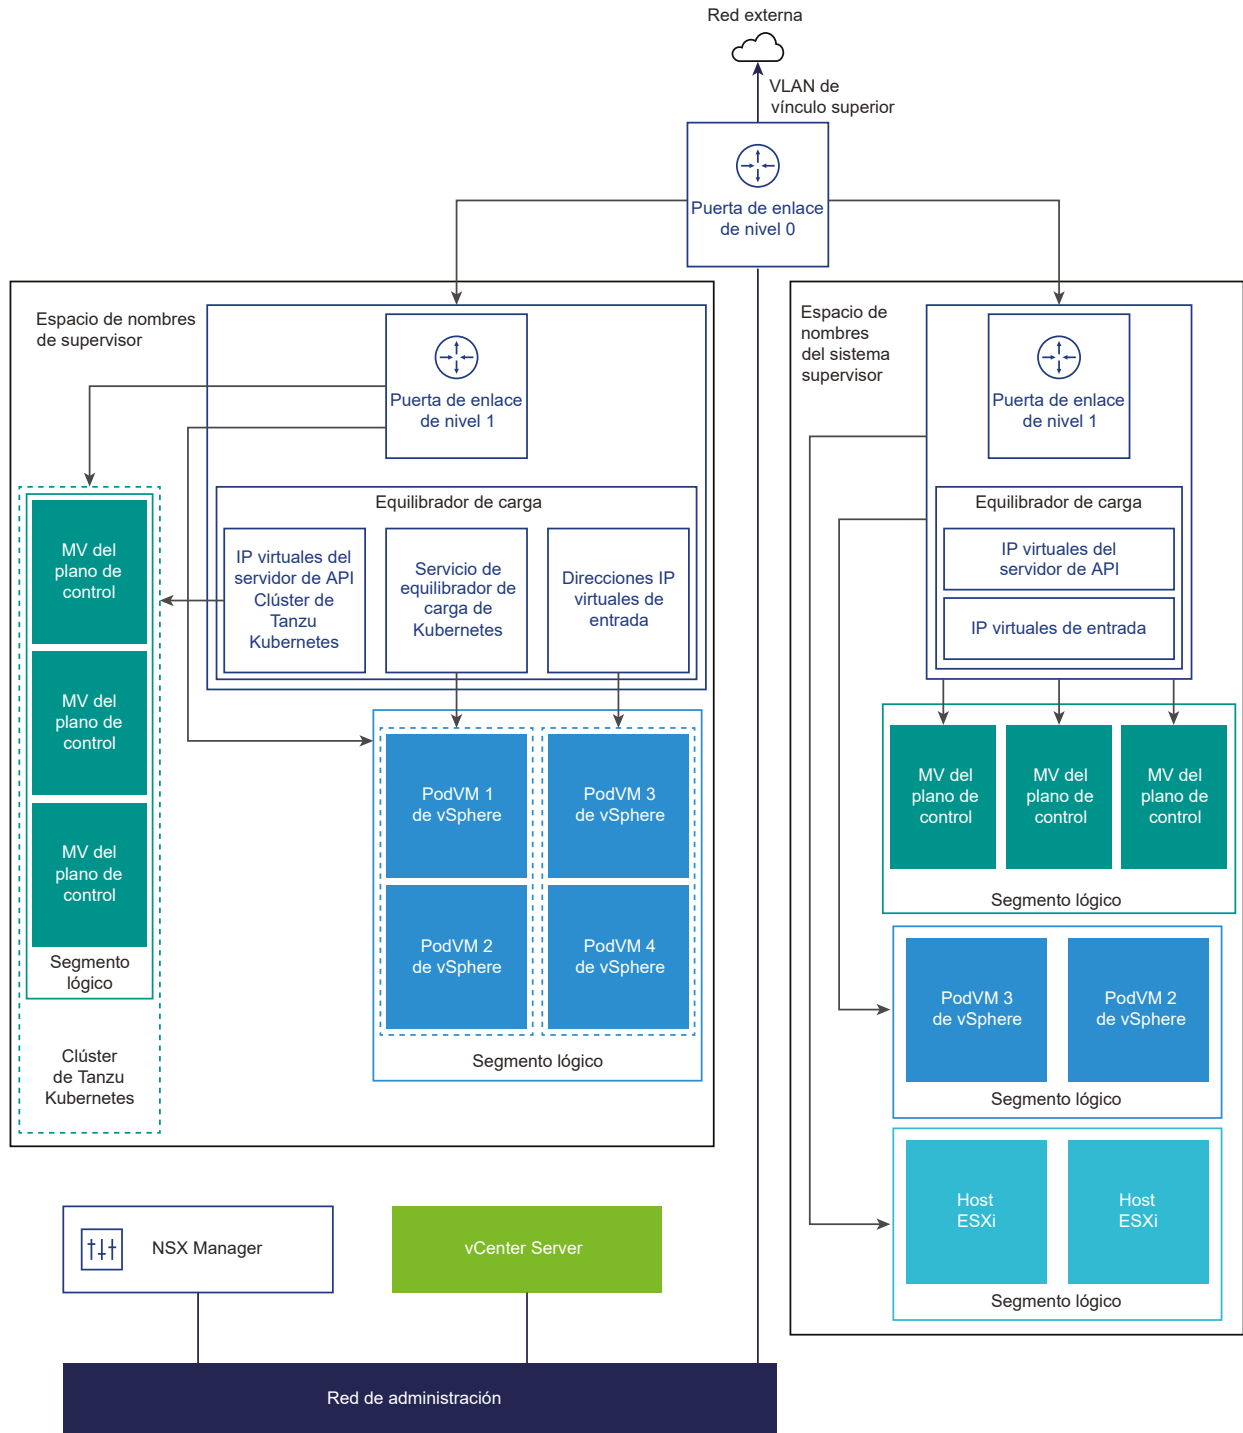 Red externa
VLAN de
vínculo superior
Puerta de enlace
de nivel 0
Espacio de nombres
de supervisor
Puerta de enlace
de nivel 1
Equilibrador de carga
IP virtuales del
servidor de API
Clúster de
Tanzu
Kubernetes
Servicio de
equilibrador de
carga de
Kubernetes
Direcciones IP
virtuales de
entrada
MV del
plano de
control
MV del
plano de
control
MV del
plano de
control
Segmento
lógico
Clúster
de Tanzu
Kubernetes
PodVM 1
de vSphere
PodVM 3
de vSphere
PodVM 2
de vSphere
PodVM 4
de vSphere
Segmento lógico
Espacio de
nombres
del sistema
supervisor
Puerta de enlace
de nivel 1
Equilibrador de carga
IP virtuales del
servidor de API
IP virtuales de entrada
MV del
plano de
control
MV del
plano de
control
MV del
plano de
control
Segmento lógico
PodVM 3
de vSphere
PodVM 2
de vSphere
Segmento lógico
Host
ESXi
Host
ESXi
Segmento lógico
NSX Manager
vCenter Server
Red de administración